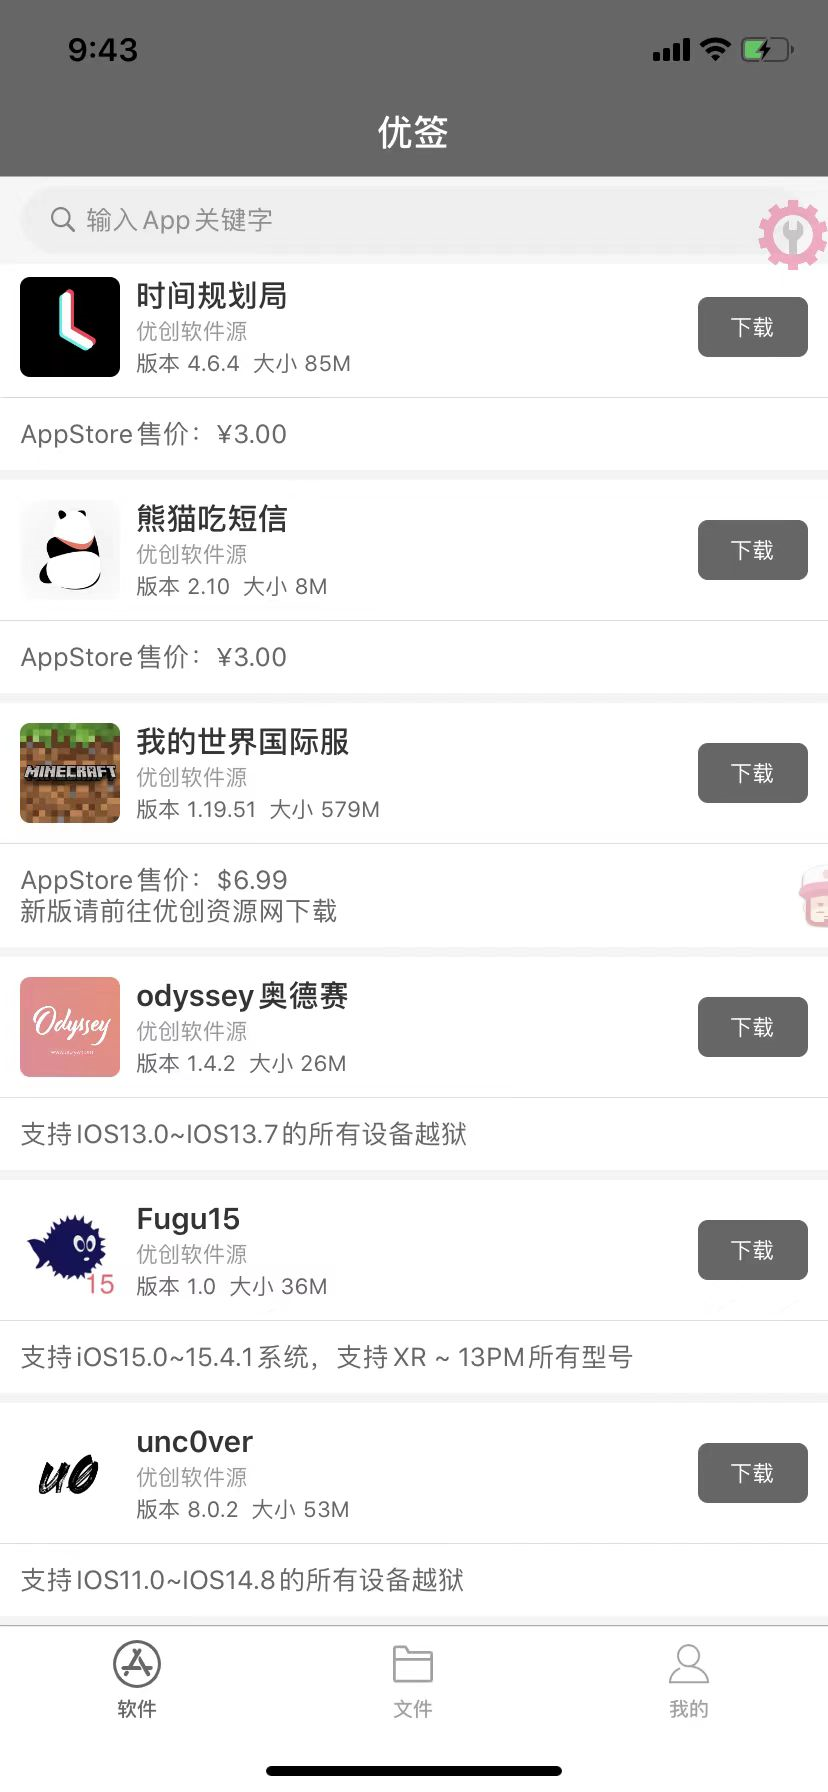 9:43
优签
输入App关键字
时间规划局
优创软件源
版本 4.6.4 大小 85M
下载
AppStore售价：¥3.00
熊猫吃短信
优创软件源
版本 2.10 大小 8M
下载
AppStore售价：¥3.00
MINECRAFT
我的世界国际服
优创软件源
版本 1.19.51 大小 579M
下载
AppStore售价：$6.99
新版请前往优创资源网下载
Odyssey
odyssey奥德赛
优创软件源
版本 1.4.2 大小 26M
下载
支持IOS13.0~IOS13.7的所有设备越狱
15
Fugu15
优创软件源
版本 1.0 大小 36M
下载
支持iOS15.0~15.4.1系统，支持XR ~ 13PM所有型号
u0
unc0ver
优创软件源
版本 8.0.2 大小 53M
下载
支持IOS11.0~IOS14.8的所有设备越狱
软件
文件
我的